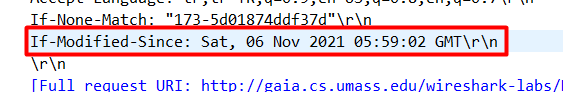 If-None-Match: "173-5d01874ddf37d"\r\n
If-Modified-Since: Sat, 06 Nov 2021 05:59:02 GMT\r\n
\r\n
[Full request URI: http://gaia.cs.umass.edu/wireshark-labs/